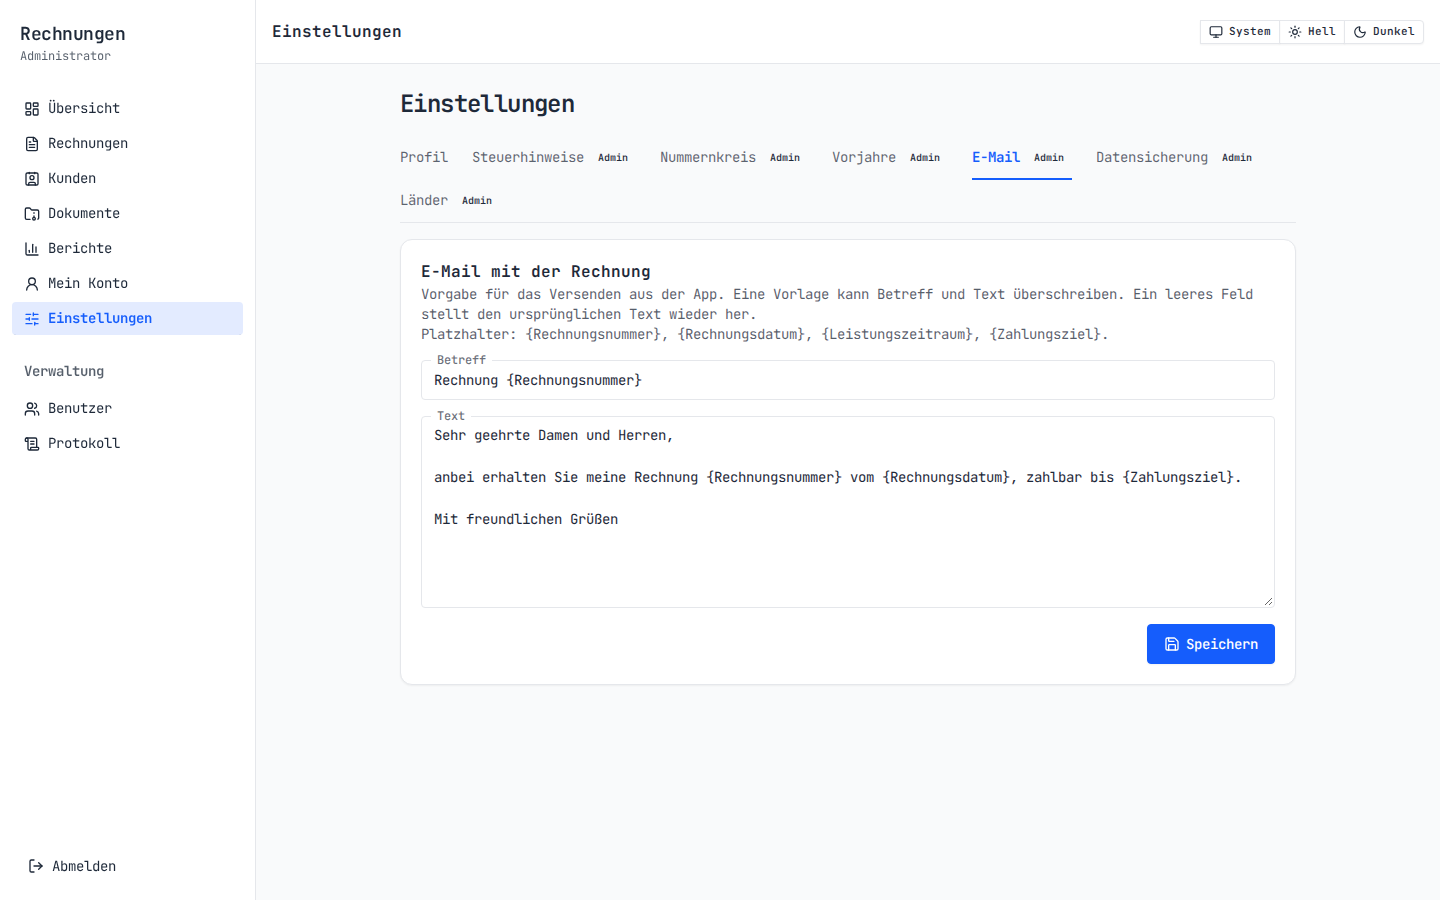 Rechnungen
Administrator
Übersicht
Rechnungen
Kunden
Dokumente
Berichte
Mein Konto
Einstellungen
Verwaltung
Benutzer
Protokoll
Abmelden
Einstellungen
System Hell Dunkel
Einstellungen
Profil Steuerhinweise Admin Nummernkreis Admin Vorjahre Admin E-Mail Admin Datensicherung Admin
Länder Admin
E-Mail mit der Rechnung
Vorgabe für das Versenden aus der App. Eine Vorlage kann Betreff und Text überschreiben. Ein leeres Feld
stellt den ursprünglichen Text wieder her.
Platzhalter: {Rechnungsnummer}, {Rechnungsdatum}, {Leistungszeitraum}, {Zahlungsziel}.
Betreff
Rechnung {Rechnungsnummer}
Text
Sehr geehrte Damen und Herren,
anbei erhalten Sie meine Rechnung {Rechnungsnummer} vom {Rechnungsdatum}, zahlbar bis {Zahlungsziel}.
Mit freundlichen Grüßen
Speichern